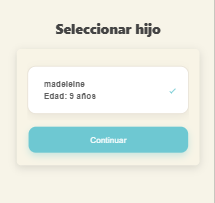 Seleccionar hijo
madeleine
Edad: 9 años
Continuar